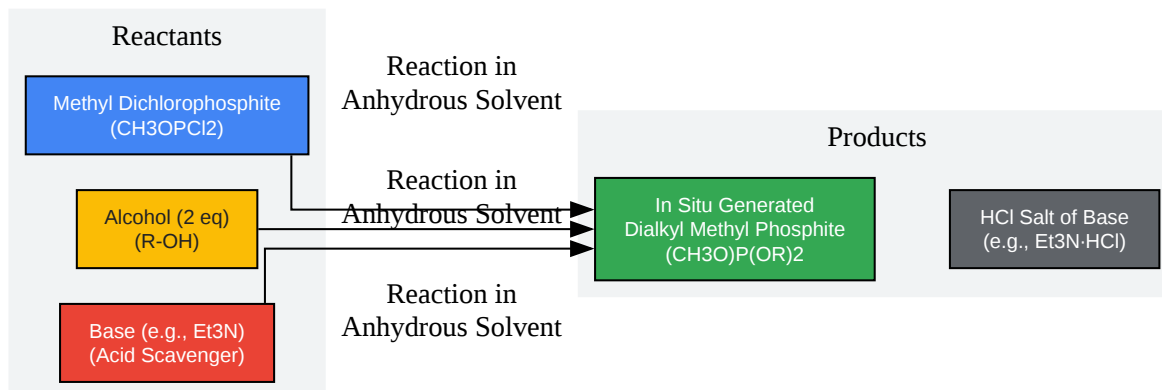 Reactants
Methyl Dichlorophosphite
(CH3OPCl2)
Alcohol (2 eq)
(R-OH)
Base (e.g., Et3N)
(Acid Scavenger)
Reaction in
Anhydrous Solvent
Reaction in
Anhydrous Solvent
Reaction in
Anhydrous Solvent
Products
In Situ Generated
Dialkyl Methyl Phosphite
(CH3O)P(OR)2
HCl Salt of Base
(e.g., Et3N·HCl)